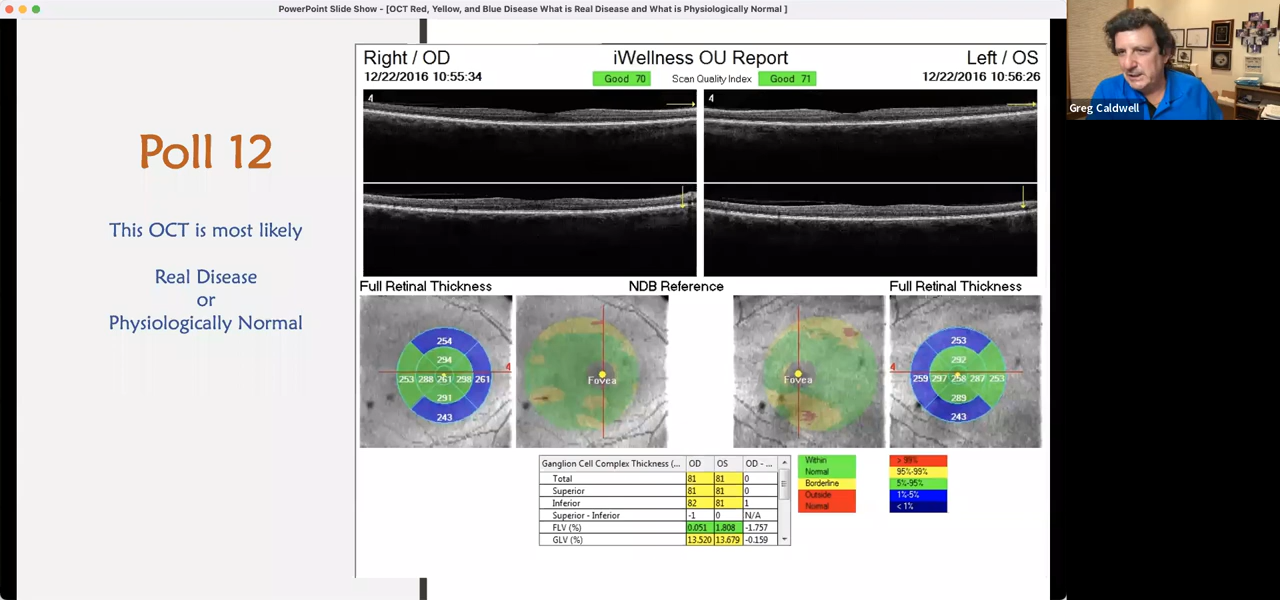 PowerPoint Slide Show - [OCT Red, Yellow, and Blue Disease What is Real Disease and What is Physiologically Normal ]
Greg Caldwell
Poll 12
This OCT is most likely
Real Disease
or
Physiologically Normal
Right / OD iWellness OU Report Left / OS
12/22/2016 10:55:34 Good 70 Scan Quality Index Good 71 12/22/2016 10:56:26
4 4
Full Retinal Thickness NDB Reference Full Retinal Thickness
254
294
253 288 261 298 261
291
243
4
Fovea
Fovea
4
253
292
259 297 258 287 253
289
243
Ganglion Cell Complex Thickness (... OD OS OD - ...
Total 81 81 0
Superior 81 81 0
Inferior 82 81 1
Superior - Inferior -1 0 N/A
FLV (%) 0.051 1.808 -1.757
GLV (%) 13.520 13.679 -0.159
Within
Normal
Borderline
Outside
Normal
> 99%
95%-99%
5%-95%
1%-5%
< 1%